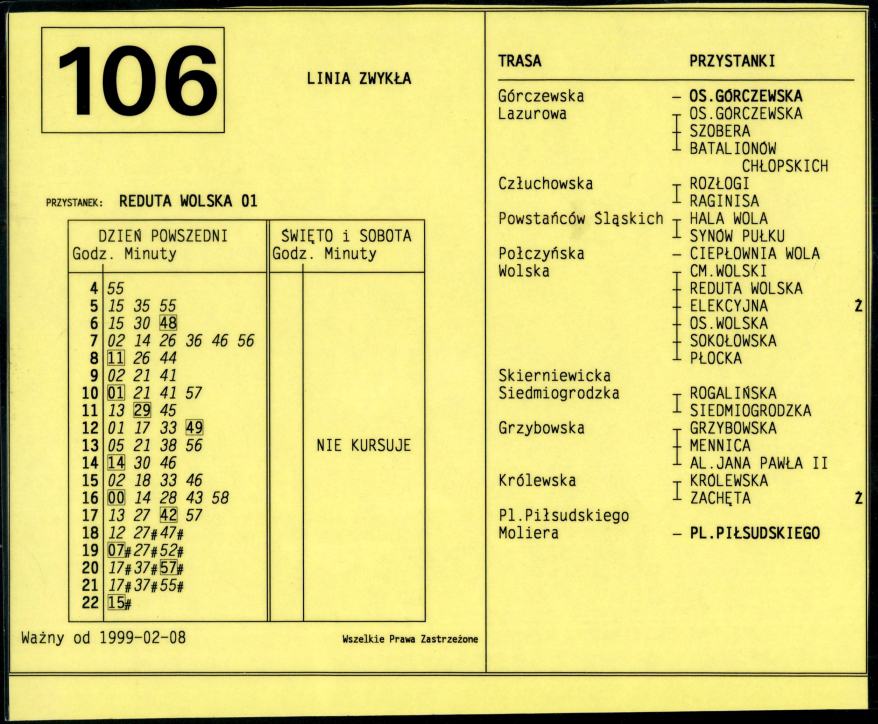 106
LINIA ZWYKŁA
PRZYSTANEK: REDUTA WOLSKA 01
DZIEŃ POWSZEDNI
Godz. Minuty
ŚWIĘTO i SOBOTA
Godz. Minuty
4 55
5 15 35 55
6 15 30 48
7 02 14 26 36 46 56
8 11 26 44
9 02 21 41
10 01 21 41 57
11 13 29 45
12 01 17 33 49
13 05 21 38 56
14 14 30 46
15 02 18 33 46
16 00 14 28 43 58
17 13 27 42 57
18 12 27# 47#
19 07# 27# 52#
20 17# 37# 57#
21 17# 37# 55#
22 15#
NIE KURSUJE
Ważny od 1999-02-08
Wszelkie Prawa Zastrzeżone
TRASA PRZYSTANKI
Górczewska – OS.GÓRCZEWSKA
Lazurowa OS.GÓRCZEWSKA
SZOBERA
BATALIONÓW
CHŁOPSKICH
Człuchowska ROZŁOGI
RAGINISA
Powstańców Śląskich HALA WOLA
SYNÓW PUŁKU
Połczyńska – CIEPŁOWNIA WOLA
Wolska CM.WOLSKI
REDUTA WOLSKA
ELEKCYJNA Ż
OS.WOLSKA
SOKOŁOWSKA
PŁOCKA
Skierniewicka
Siedmiogrodzka ROGALIŃSKA
SIEDMIOGRODZKA
Grzybowska GRZYBOWSKA
MENNICA
AL.JANA PAWŁA II
Królewska KRÓLEWSKA
ZACHĘTA Ż
Pl.Piłsudskiego
Moliera – PL.PIŁSUDSKIEGO